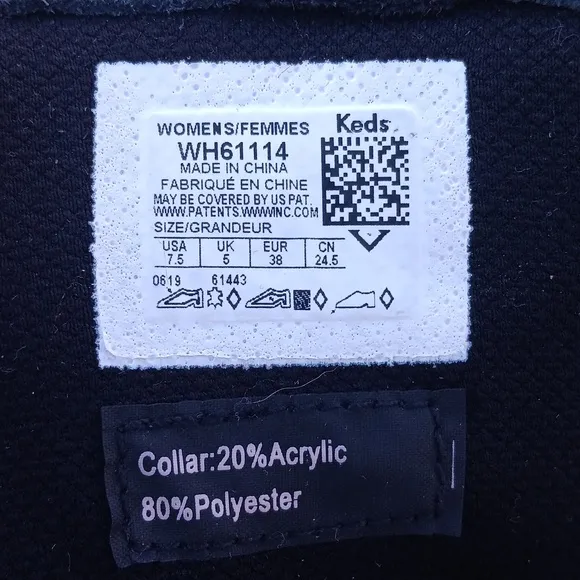 WOMENS/FEMMES
Keds
WH61114
MADE IN CHINA
FABRIQUÉ EN CHINE
MAY BE COVERED BY US PAT.
WWW.PATENTS.WWWINC.COM
SIZE/GRANDEUR
USA UK EUR CN
7.5 5 38 24.5
0619 61443
Collar:20%Acrylic
80%Polyester